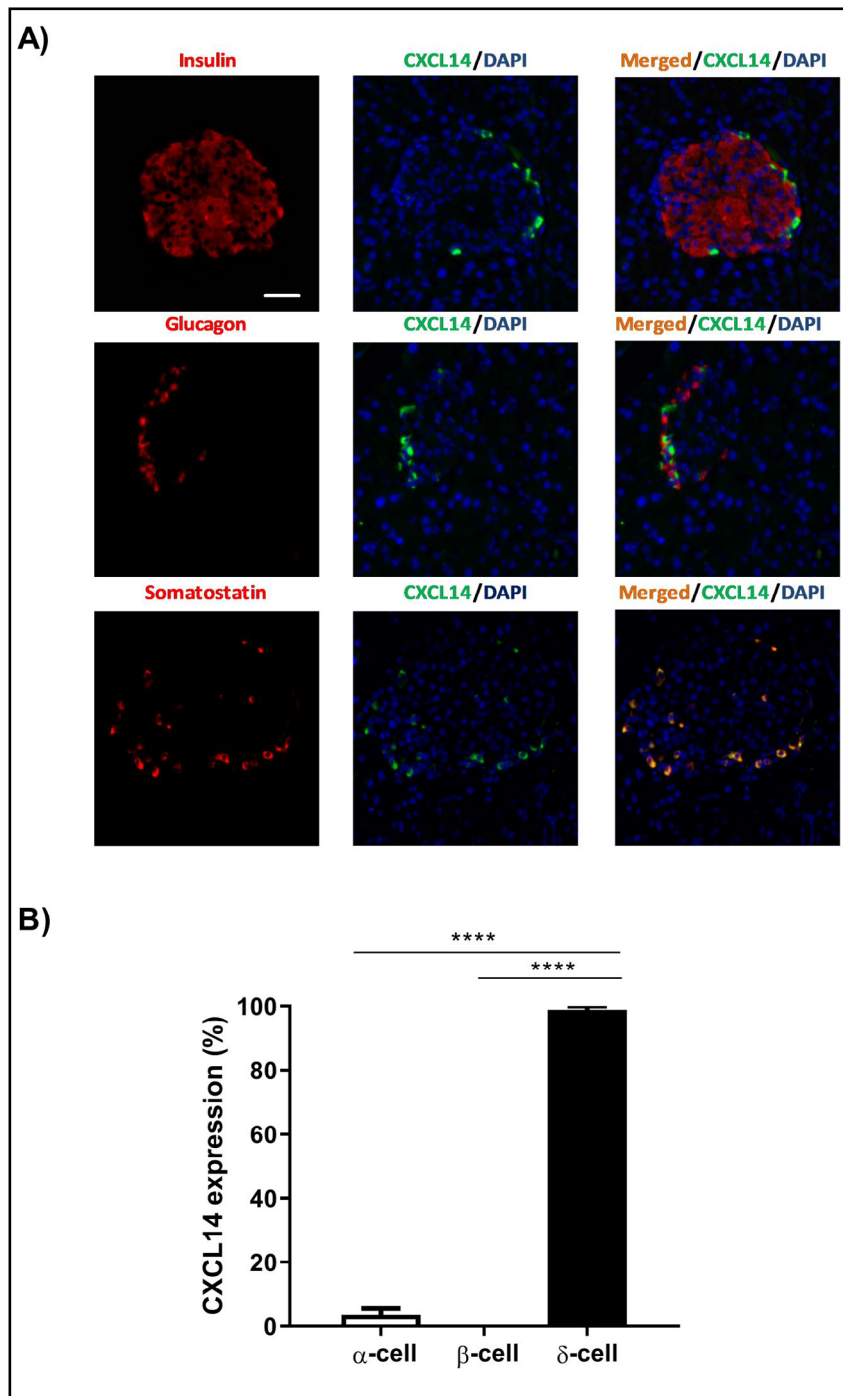 A)
Insulin CXCL14/DAPI Merged/CXCL14/DAPI
Glucagon CXCL14/DAPI Merged/CXCL14/DAPI
Somatostatin CXCL14/DAPI Merged/CXCL14/DAPI
B)
****
****
CXCL14 expression (%)
100
80
60
40
20
0
α-cell β-cell δ-cell